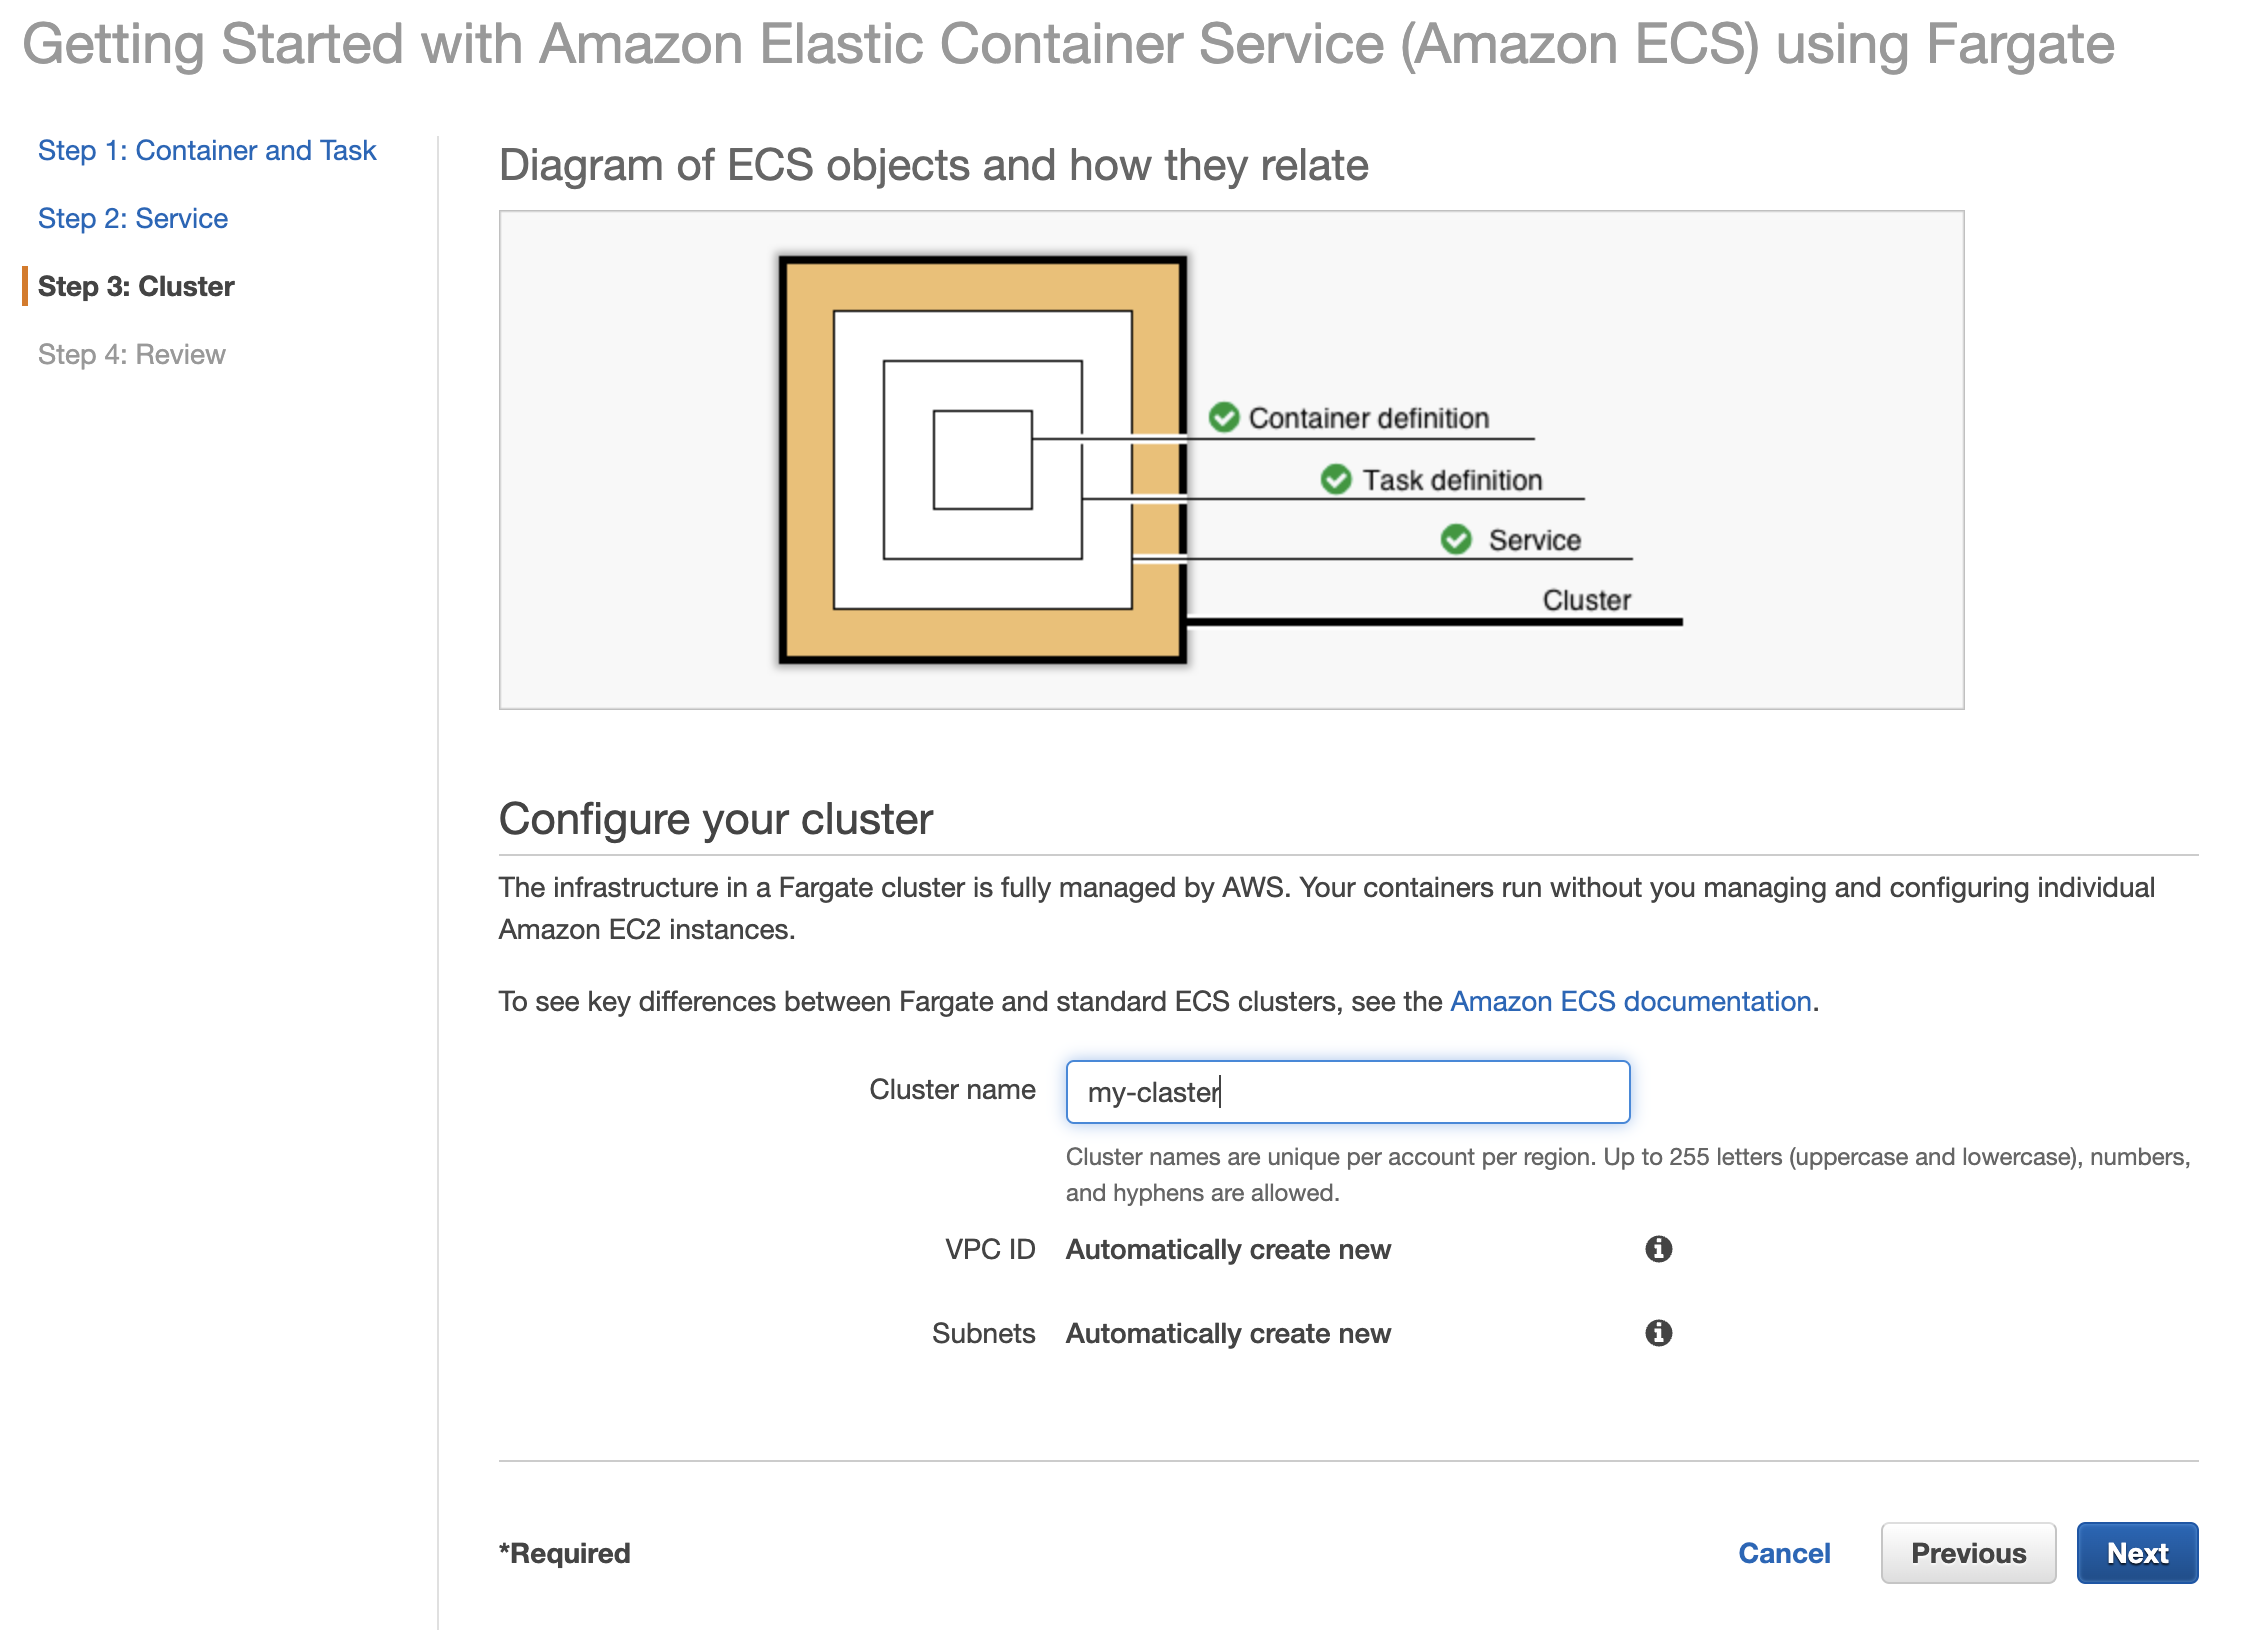 Getting Started with Amazon Elastic Container Service (Amazon ECS) using Fargate
Step 1: Container and Task
Step 2: Service
Step 3: Cluster
Step 4: Review
Diagram of ECS objects and how they relate
Container definition
Task definition
Service
Cluster
Configure your cluster
The infrastructure in a Fargate cluster is fully managed by AWS. Your containers run without you managing and configuring individual
Amazon EC2 instances.
To see key differences between Fargate and standard ECS clusters, see the Amazon ECS documentation.
Cluster name my-claster
Cluster names are unique per account per region. Up to 255 letters (uppercase and lowercase), numbers,
and hyphens are allowed.
VPC ID Automatically create new
Subnets Automatically create new
*Required Cancel Previous Next